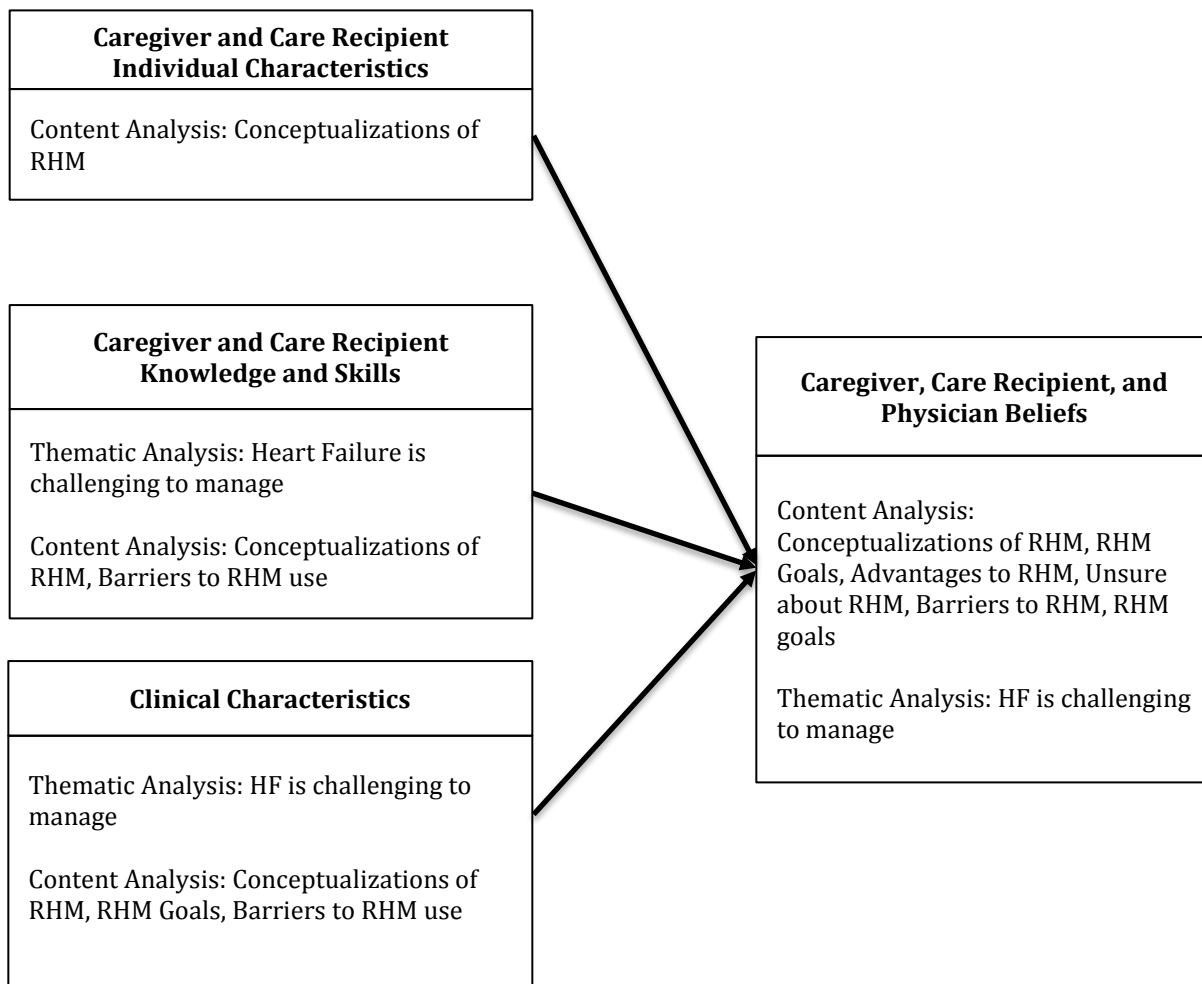 Caregiver and Care Recipient
Individual Characteristics
Content Analysis: Conceptualizations of
RHM
Caregiver and Care Recipient
Knowledge and Skills
Thematic Analysis: Heart Failure is
challenging to manage
Content Analysis: Conceptualizations of
RHM, Barriers to RHM use
Clinical Characteristics
Thematic Analysis: HF is challenging to
manage
Content Analysis: Conceptualizations of
RHM, RHM Goals, Barriers to RHM use
Caregiver, Care Recipient, and
Physician Beliefs
Content Analysis:
Conceptualizations of RHM, RHM
Goals, Advantages to RHM, Unsure
about RHM, Barriers to RHM, RHM
goals
Thematic Analysis: HF is challenging
to manage